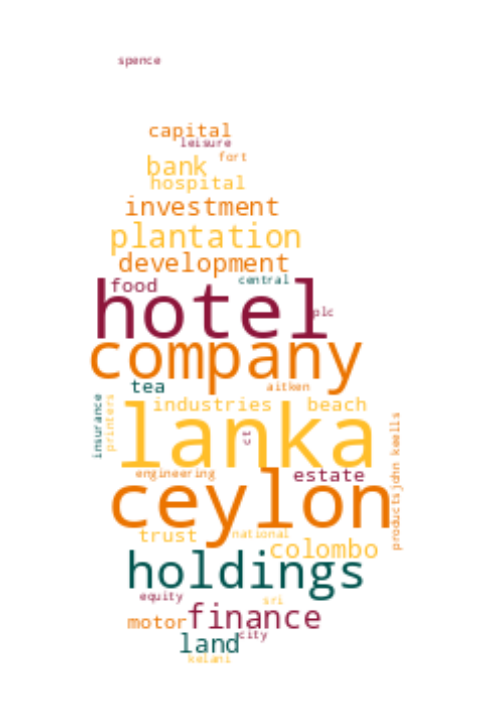 spence
capital
leisure
fort
bank
hospital
investment
plantation
development
central
food
hotel
plc
company
tea
aitken
insurance
printers
industries
beach
lanka
ct
engineering
estate
ceylon
products
john keells
trust
national
colombo
holdings
equity
sri
motor
finance
city
land
kelani